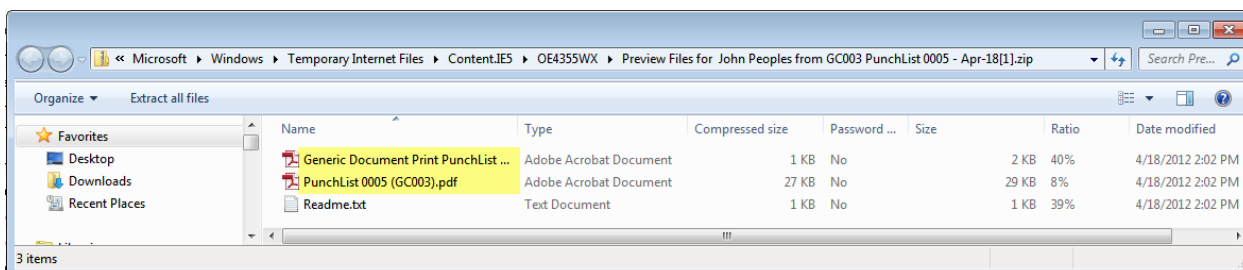 « Microsoft ▸ Windows ▸ Temporary Internet Files ▸ Content.IE5 ▸ OE4355WX ▸ Preview Files for John Peoples from GC003 PunchList 0005 - Apr-18[1].zip Search Pre...
Organize Extract all files
Name Type Compressed size Password ... Size Ratio Date modified
Favorites
Desktop
Downloads
Recent Places
Generic Document Print PunchList ... Adobe Acrobat Document 1 KB No 2 KB 40% 4/18/2012 2:02 PM
PunchList 0005 (GC003).pdf Adobe Acrobat Document 27 KB No 29 KB 8% 4/18/2012 2:02 PM
Readme.txt Text Document 1 KB No 1 KB 39% 4/18/2012 2:02 PM
3 items